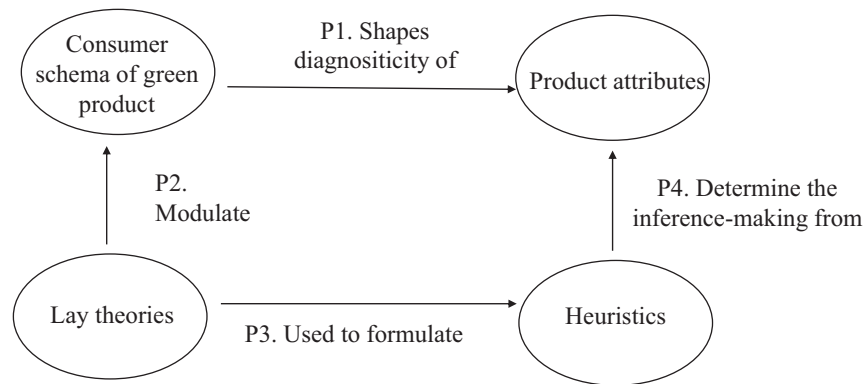 Consumer
schema of green
product
P1. Shapes
diagnositicity of
Product attributes
P2.
Modulate
P4. Determine the
inference-making from
Lay theories
P3. Used to formulate
Heuristics